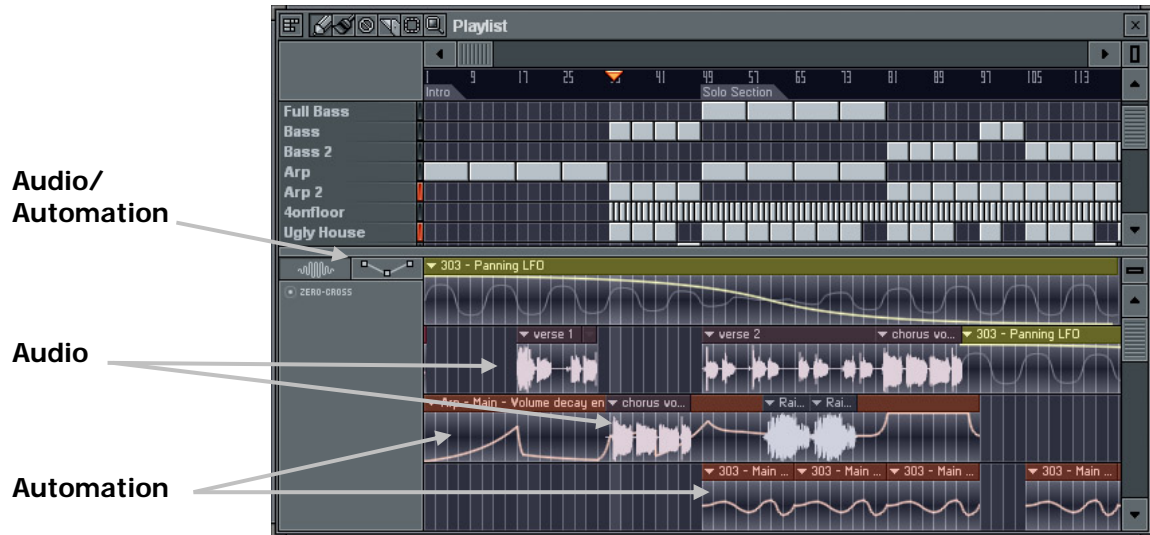 Playlist
1 9 17 25 41 49 57 65 73 81 89 97 105 113
Intro Solo Section
Full Bass
Bass
Bass 2
Arp
Arp 2
4onfloor
Ugly House
Audio/
Automation
303 - Panning LFO
ZERO-CROSS
verse 1 verse 2 chorus vo... 303 - Panning LFO
Audio
Arp - Main - Volume decay en chorus vo... Rai... Rai...
Automation
303 - Main ... 303 - Main ... 303 - Main ... 303 - Main ...